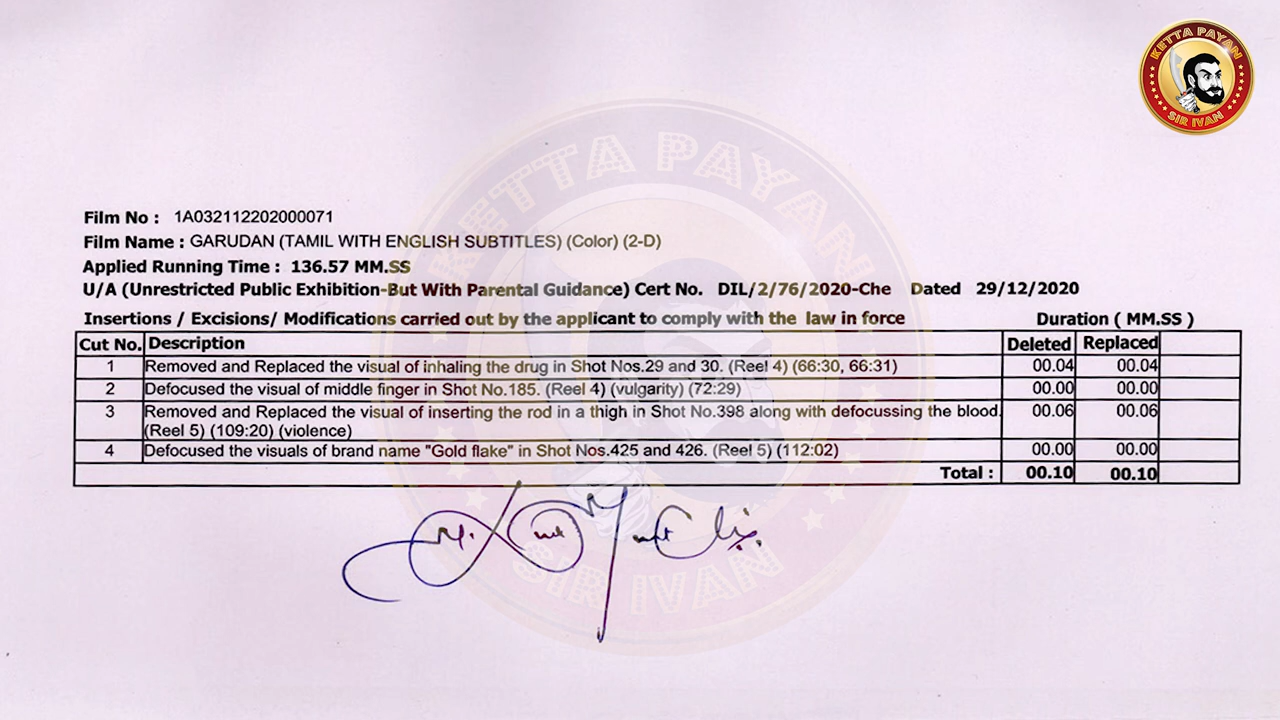 KETTA PAYAN
SIR IVAN
KETTA PAYAN
Film No : 1A032112202000071
Film Name : GARUDAN (TAMIL WITH ENGLISH SUBTITLES) (Color) (2-D)
Applied Running Time : 136.57 MM.SS
U/A (Unrestricted Public Exhibition-But With Parental Guidance) Cert No. DIL/2/76/2020-Che Dated 29/12/2020
Insertions / Excisions/ Modifications carried out by the applicant to comply with the law in force Duration ( MM.SS )
Cut No. Description Deleted Replaced
1 Removed and Replaced the visual of inhaling the drug in Shot Nos.29 and 30. (Reel 4) (66:30, 66:31) 00.04 00.04
2 Defocused the visual of middle finger in Shot No.185. (Reel 4) (vulgarity) (72:29) 00.00 00.00
3 Removed and Replaced the visual of inserting the rod in a thigh in Shot No.398 along with defocussing the blood. 00.06 00.06
(Reel 5) (109:20) (violence)
4 Defocused the visuals of brand name "Gold flake" in Shot Nos.425 and 426. (Reel 5) (112:02) 00.00 00.00
Total : 00.10 00.10
SIR IVAN